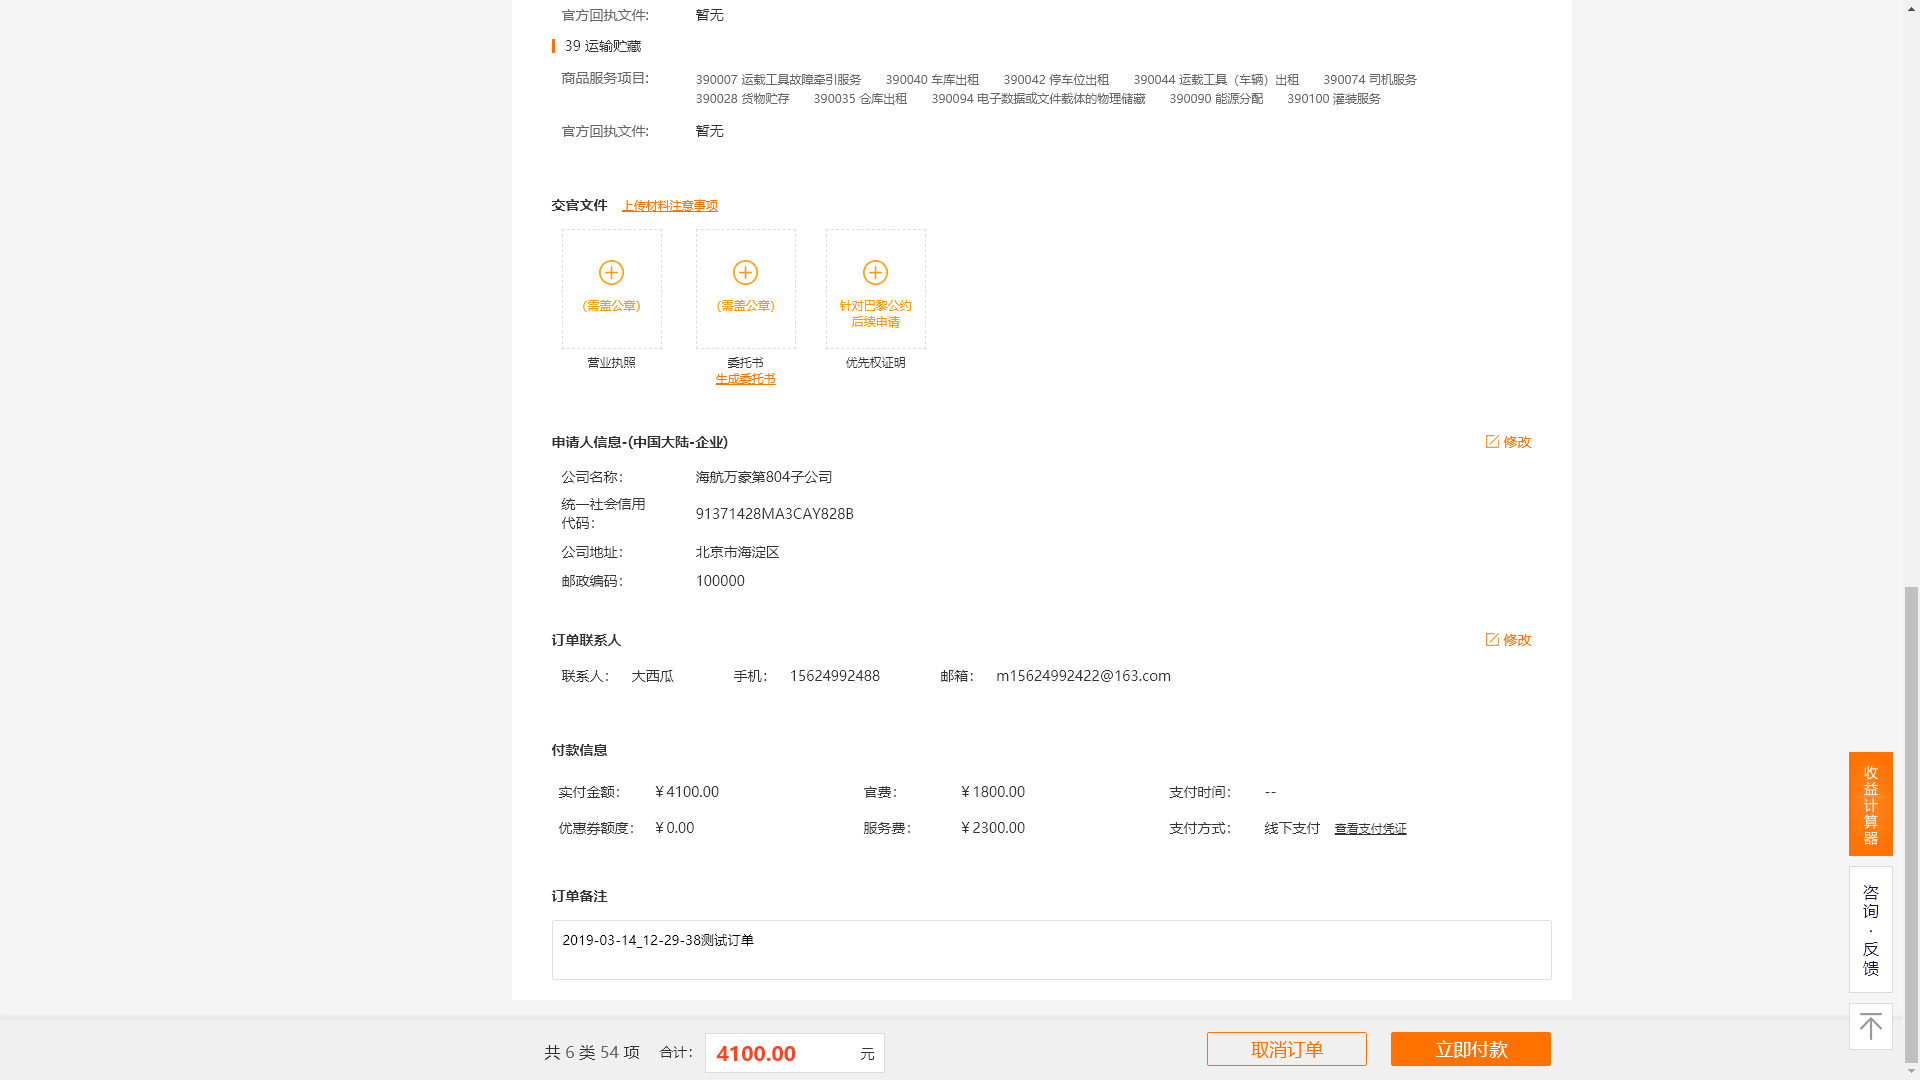 官方回执文件: 暂无
39 运输贮藏
商品服务项目: 390007 运载工具故障牵引服务 390040 车库出租 390042 停车位出租 390044 运载工具（车辆）出租 390074 司机服务
390028 货物贮存 390035 仓库出租 390094 电子数据或文件载体的物理储藏 390090 能源分配 390100 灌装服务
官方回执文件: 暂无
交官文件 上传材料注意事项
(需盖公章) (需盖公章) 针对巴黎公约
后续申请
营业执照 委托书 优先权证明
生成委托书
申请人信息-(中国大陆-企业) 修改
公司名称： 海航万豪第804子公司
统一社会信用
代码： 91371428MA3CAY828B
公司地址： 北京市海淀区
邮政编码： 100000
订单联系人 修改
联系人： 大西瓜 手机： 15624992488 邮箱： m15624992422@163.com
付款信息
实付金额： ￥4100.00 官费： ￥1800.00 支付时间： --
优惠券额度： ￥0.00 服务费： ￥2300.00 支付方式： 线下支付 查看支付凭证
订单备注
2019-03-14_12-29-38测试订单
共 6 类 54 项 合计： 4100.00 元 取消订单 立即付款
收
益
计
算
器
咨
询
·
反
馈